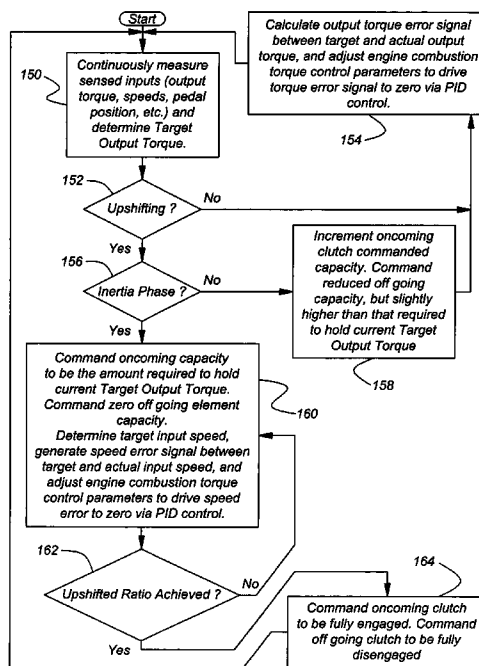 Start
150
Continuously measure
sensed inputs (output
torque, speeds, pedal
position, etc.) and
determine Target
Output Torque.
Calculate output torque error signal
between target and actual output
torque, and adjust engine combustion
torque control parameters to drive
torque error signal to zero via PID
control.
154
152
Upshifting ?
No
Yes
156
Inertia Phase ?
No
Yes
Increment oncoming
clutch commanded
capacity. Command
reduced off going
capacity, but slightly
higher than that required
to hold current Target
Output Torque
158
Command oncoming capacity
to be the amount required to hold
current Target Output Torque.
Command zero off going element
capacity.
Determine target input speed,
generate speed error signal between
target and actual input speed, and
adjust engine combustion torque
control parameters to drive speed
error to zero via PID control.
160
162
Upshifted Ratio Achieved ?
No
Yes
164
Command oncoming clutch
to be fully engaged. Command
off going clutch to be fully
disengaged